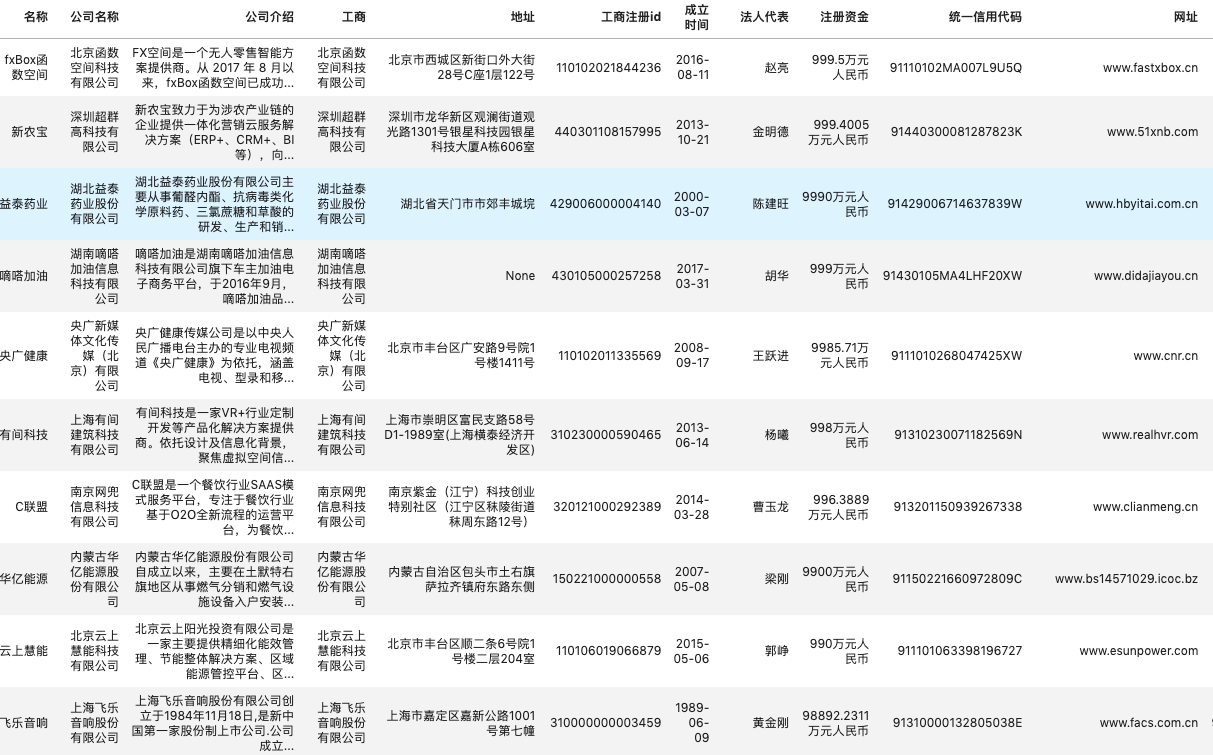 名称 公司名称 公司介绍 工商 地址 工商注册id 成立时间 法人代表 注册资金 统一信用代码 网址
fxBox函数空间 北京函数空间科技有限公司 FX空间是一个无人零售智能方案提供商。从 2017 年 8 月以来，fxBox函数空间已成功... 北京函数空间科技有限公司 北京市西城区新街口外大街28号C座1层122号 110102021844236 2016-08-11 赵亮 999.5万元人民币 91110102MA007L9U5Q www.fastxbox.cn
新农宝 深圳超群高科技有限公司 新农宝致力于为涉农产业链的企业提供一体化营销云服务解决方案（ERP+、CRM+、BI等），向... 深圳超群高科技有限公司 深圳市龙华新区观澜街道观光路1301号银星科技园银星科技大厦A栋606室 440301108157995 2013-10-21 金明德 999.4005万元人民币 91440300081287823K www.51xnb.com
益泰药业 湖北益泰药业股份有限公司 湖北益泰药业股份有限公司主要从事葡醛内酯、抗病毒类化学原料药、三氯蔗糖和草酸的研发、生产和销... 湖北益泰药业股份有限公司 湖北省天门市市郊丰城垸 429006000004140 2000-03-07 陈建旺 9990万元人民币 91429006714637839W www.hbyitai.com.cn
嘀嗒加油 湖南嘀嗒加油信息科技有限公司 嘀嗒加油是湖南嘀嗒加油信息科技有限公司旗下车主加油电子商务平台，于2016年9月，嘀嗒加油品... 湖南嘀嗒加油信息科技有限公司 None 430105000257258 2017-03-31 胡华 999万元人民币 91430105MA4LHF20XW www.didajiayou.cn
央广健康 央广新媒体文化传媒（北京）有限公司 央广健康传媒公司是以中央人民广播电台主办的专业电视频道《央广健康》为依托，涵盖电视、型录和移... 央广新媒体文化传媒（北京）有限公司 北京市丰台区广安路9号院1号楼1411号 110102011335569 2008-09-17 王跃进 9985.71万元人民币 9111010268047425XW www.cnr.cn
有间科技 上海有间建筑科技有限公司 有间科技是一家VR+行业定制开发等产品化解决方案提供商。依托设计及信息化背景，聚焦虚拟空间信... 上海有间建筑科技有限公司 上海市崇明区富民支路58号D1-1989室(上海横泰经济开发区) 310230000590465 2013-06-14 杨曦 998万元人民币 91310230071182569N www.realhvr.com
C联盟 南京网兜信息科技有限公司 C联盟是一个餐饮行业SAAS模式服务平台，专注于餐饮行业基于O2O全新流程的运营平台，为餐饮... 南京网兜信息科技有限公司 南京紫金（江宁）科技创业特别社区（江宁区秣陵街道秣周东路12号） 320121000292389 2014-03-28 曹玉龙 996.3889万元人民币 913201150939267338 www.clianmeng.cn
华亿能源 内蒙古华亿能源股份有限公司 内蒙古华亿能源股份有限公司自成立以来，主要在土默特右旗地区从事燃气分销和燃气设施设备入户安装... 内蒙古华亿能源股份有限公司 内蒙古自治区包头市土右旗萨拉齐镇府东路东侧 150221000000558 2007-05-08 梁刚 9900万元人民币 91150221660972809C www.bs14571029.icoc.bz
云上慧能 北京云上慧能科技有限公司 北京云上阳光投资有限公司是一家主要提供精细化能效管理、节能整体解决方案、区域能源管控平台、区... 北京云上慧能科技有限公司 北京市丰台区顺二条6号院1号楼二层204室 110106019066879 2015-05-06 郭峥 990万元人民币 911101063398196727 www.esunpower.com
飞乐音响 上海飞乐音响股份有限公司 上海飞乐音响股份有限公司创立于1984年11月18日,是新中国第一家股份制上市公司.公司成立... 上海飞乐音响股份有限公司 上海市嘉定区嘉新公路1001号第七幢 310000000003459 1989-06-09 黄金刚 98892.2311万元人民币 91310000132805038E www.facs.com.cn